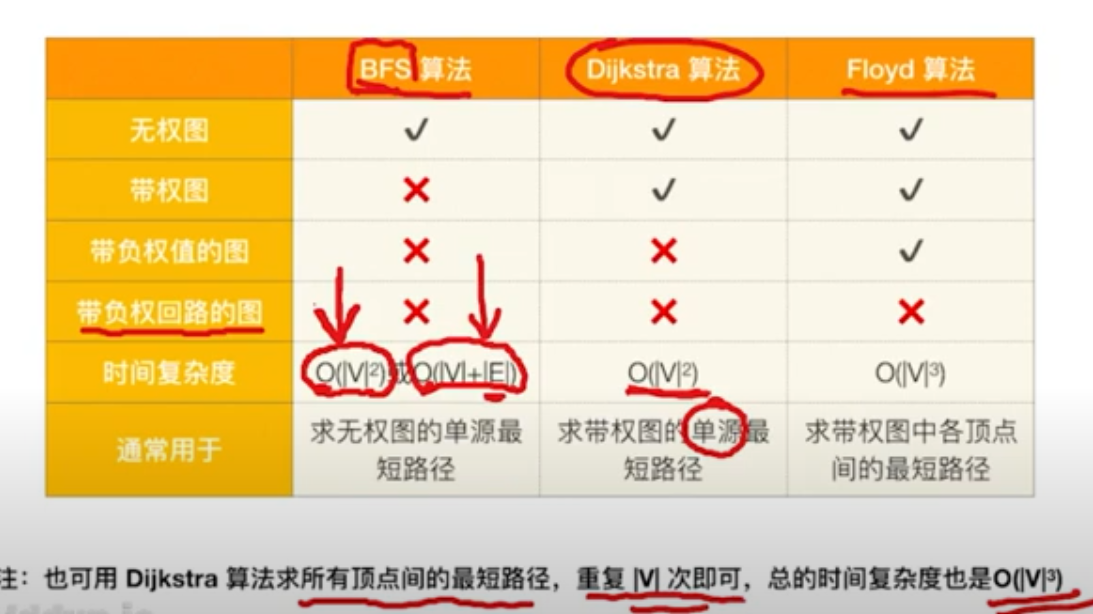 BFS 算法 Dijkstra 算法 Floyd 算法
无权图 ✓ ✓ ✓
带权图 ✗ ✓ ✓
带负权值的图 ✗ ✗ ✓
带负权回路的图 ✗ ✗ ✗
时间复杂度 O(|V|²)或O(|V|+|E|) O(|V|²) O(|V|³)
通常用于 求无权图的单源最短路径 求带权图的单源最短路径 求带权图中各顶点间的最短路径
注：也可用 Dijkstra 算法求所有顶点间的最短路径，重复 |V| 次即可，总的时间复杂度也是O(|V|³)